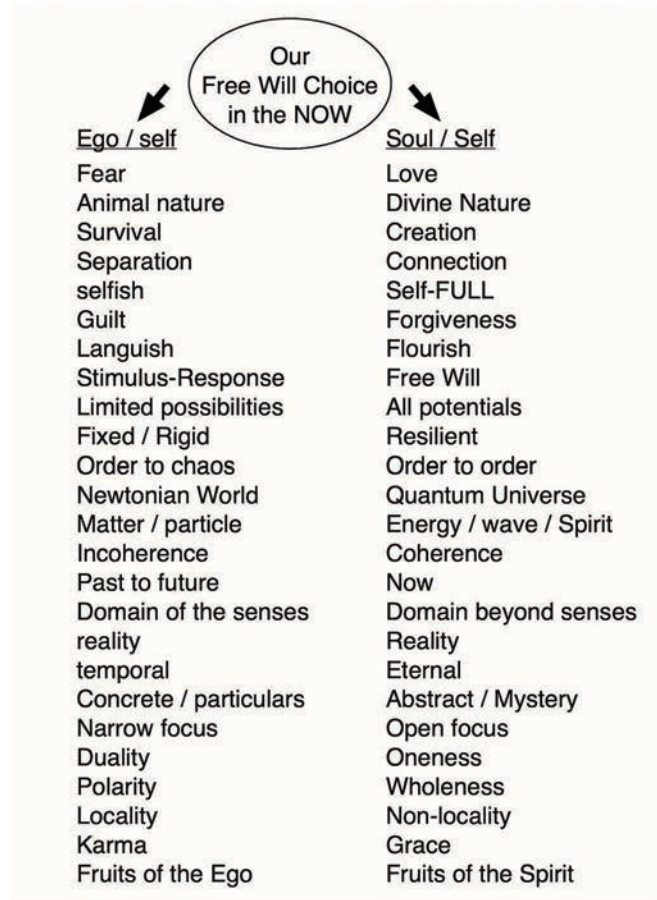 Our
Free Will Choice
in the NOW
Ego / self
Fear
Animal nature
Survival
Separation
selfish
Guilt
Languish
Stimulus-Response
Limited possibilities
Fixed / Rigid
Order to chaos
Newtonian World
Matter / particle
Incoherence
Past to future
Domain of the senses
reality
temporal
Concrete / particulars
Narrow focus
Duality
Polarity
Locality
Karma
Fruits of the Ego
Soul / Self
Love
Divine Nature
Creation
Connection
Self-FULL
Forgiveness
Flourish
Free Will
All potentials
Resilient
Order to order
Quantum Universe
Energy / wave / Spirit
Coherence
Now
Domain beyond senses
Reality
Eternal
Abstract / Mystery
Open focus
Oneness
Wholeness
Non-locality
Grace
Fruits of the Spirit